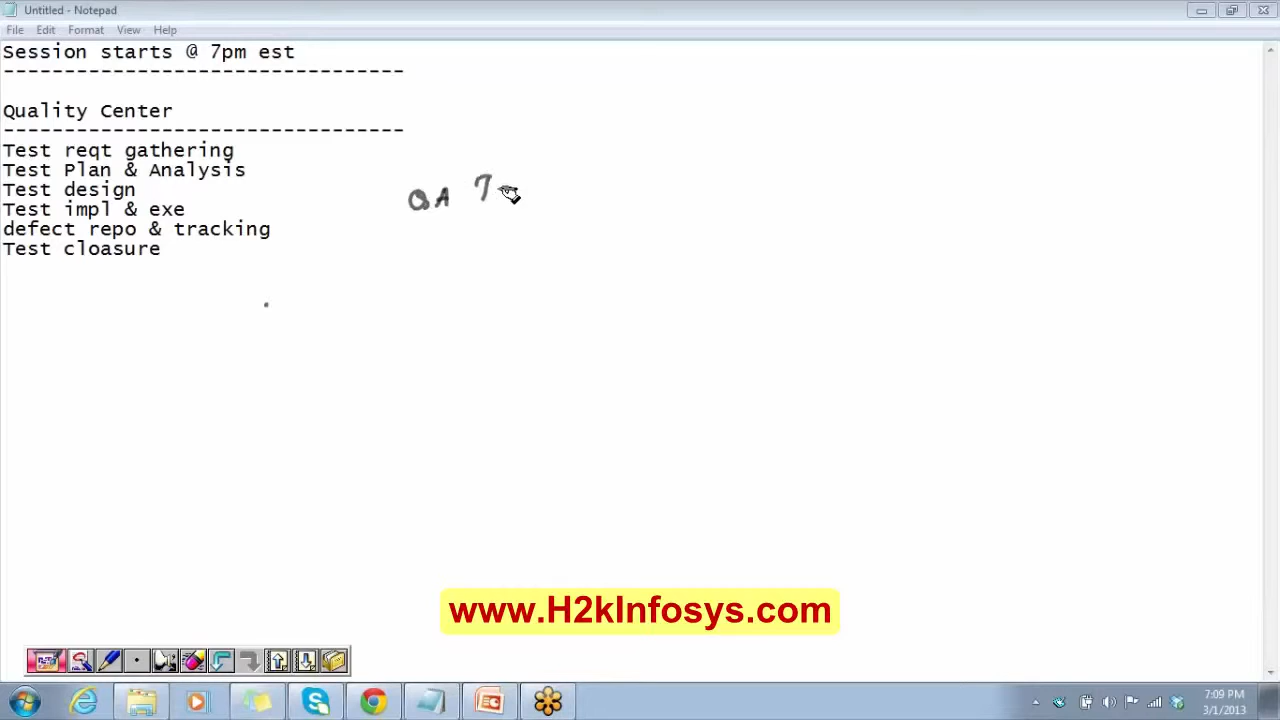 Untitled - Notepad
File Edit Format View Help
Session starts @ 7pm est
---------------------------------
Quality Center
---------------------------------
Test reqt gathering
Test Plan & Analysis
Test design
QA 7
Test impl & exe
defect repo & tracking
Test cloasure
www.H2kInfosys.com
7:09 PM
3/1/2013